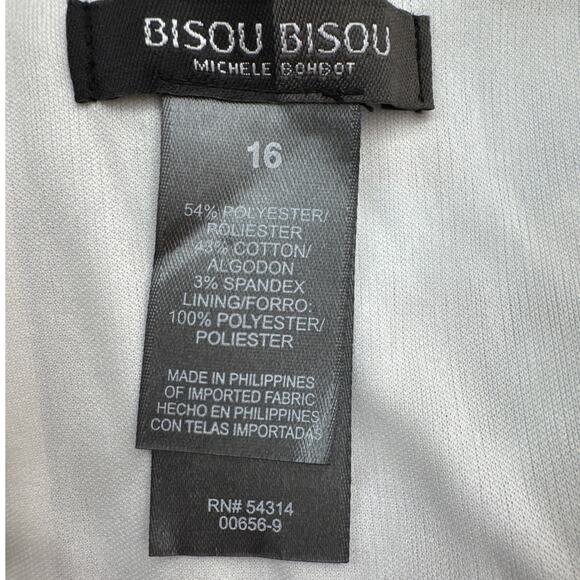 BISOU BISOU
MICHELE BOHBOT
16
54% POLYESTER/
POLIESTER
43% COTTON/
ALGODON
3% SPANDEX
LINING/FORRO:
100% POLYESTER/
POLIESTER
MADE IN PHILIPPINES
OF IMPORTED FABRIC
HECHO EN PHILIPPINES
CON TELAS IMPORTADAS
RN# 54314
00656-9